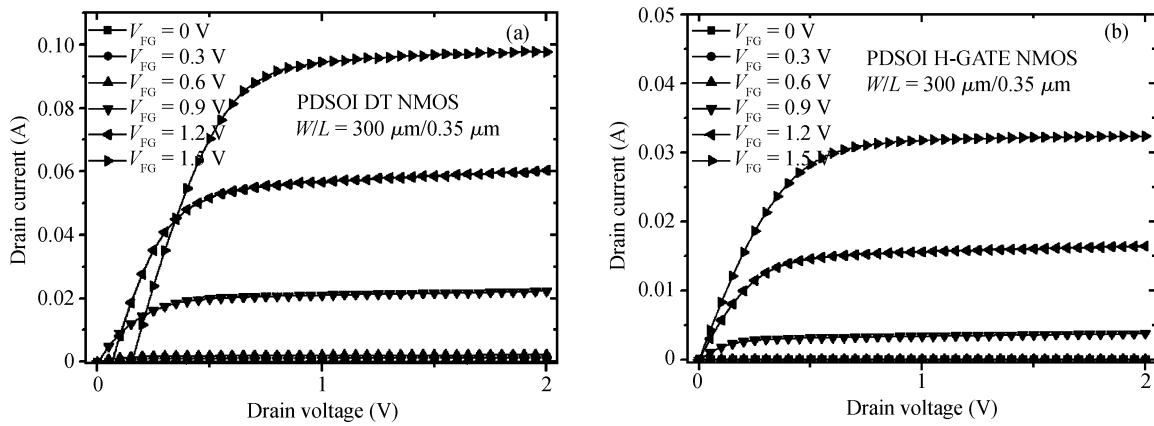 (a)
V_FG = 0 V
V_FG = 0.3 V
V_FG = 0.6 V
V_FG = 0.9 V
V_FG = 1.2 V
PDSOI DT NMOS
W/L = 300 μm/0.35 μm
0.10
0.08
0.06
0.04
0.02
0
Drain current (A)
0
1
2
Drain voltage (V)
(b)
V_FG = 0 V
V_FG = 0.3 V
V_FG = 0.6 V
V_FG = 0.9 V
V_FG = 1.2 V
V_FG = 1.5 V
PDSOI H-GATE NMOS
W/L = 300 μm/0.35 μm
0.05
0.04
0.03
0.02
0.01
0
Drain current (A)
0
1
2
Drain voltage (V)